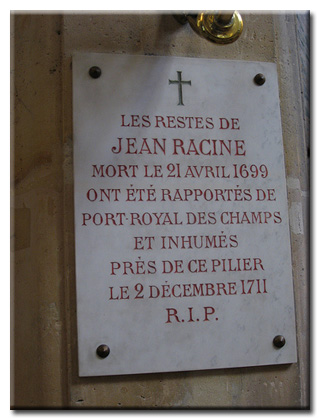 LES RESTES DE
JEAN RACINE
MORT LE 21 AVRIL 1699
ONT ÉTÉ RAPPORTÉS DE
PORT-ROYAL DES CHAMPS
ET INHUMÉS
PRÈS DE CE PILIER
LE 2 DÉCEMBRE 1711
R.I.P.